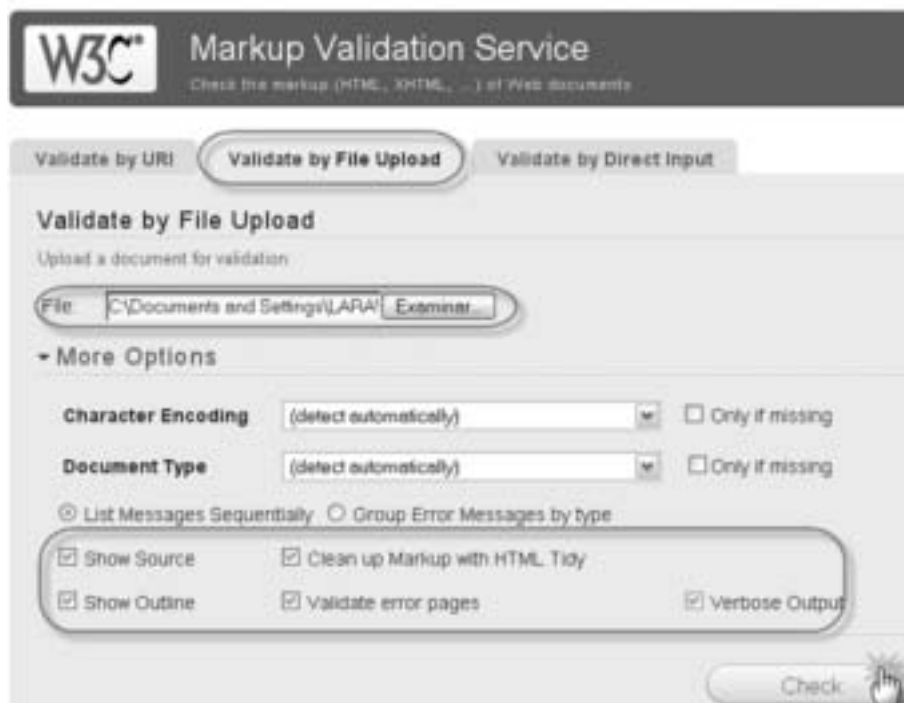 W3C®
Markup Validation Service
Check the markup (HTML, XHTML, ...) of Web documents
Validate by URI
Validate by File Upload
Validate by Direct Input
Validate by File Upload
Upload a document for validation
File: C:\Documents and Settings\LARA\ Examinar...
More Options
Character Encoding (detect automatically) Only if missing
Document Type (detect automatically) Only if missing
List Messages Sequentially Group Error Messages by type
Show Source Clean up Markup with HTML Tidy
Show Outline Validate error pages Verbose Output
Check